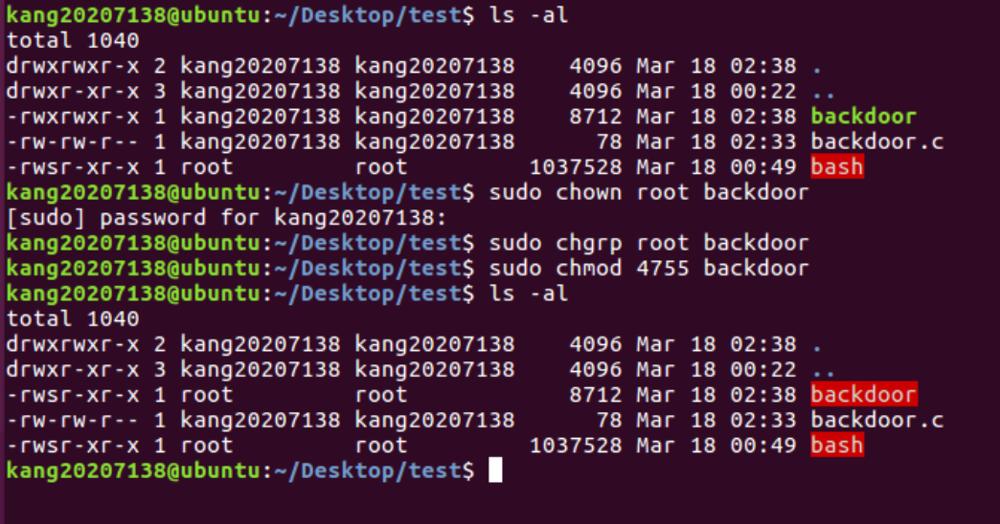 kang20207138@ubuntu:~/Desktop/test$ ls -al
total 1040
drwxrwxr-x 2 kang20207138 kang20207138    4096 Mar 18 02:38 .
drwxr-xr-x 3 kang20207138 kang20207138    4096 Mar 18 00:22 ..
-rwxrwxr-x 1 kang20207138 kang20207138    8712 Mar 18 02:38 backdoor
-rw-rw-r-- 1 kang20207138 kang20207138      78 Mar 18 02:33 backdoor.c
-rwsr-xr-x 1 root         root         1037528 Mar 18 00:49 bash
kang20207138@ubuntu:~/Desktop/test$ sudo chown root backdoor
[sudo] password for kang20207138:
kang20207138@ubuntu:~/Desktop/test$ sudo chgrp root backdoor
kang20207138@ubuntu:~/Desktop/test$ sudo chmod 4755 backdoor
kang20207138@ubuntu:~/Desktop/test$ ls -al
total 1040
drwxrwxr-x 2 kang20207138 kang20207138    4096 Mar 18 02:38 .
drwxr-xr-x 3 kang20207138 kang20207138    4096 Mar 18 00:22 ..
-rwsr-xr-x 1 root         root            8712 Mar 18 02:38 backdoor
-rw-rw-r-- 1 kang20207138 kang20207138      78 Mar 18 02:33 backdoor.c
-rwsr-xr-x 1 root         root         1037528 Mar 18 00:49 bash
kang20207138@ubuntu:~/Desktop/test$